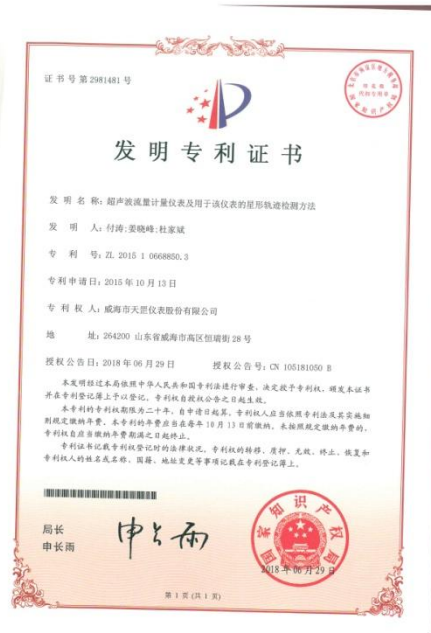 证书号第2981481号
发明专利证书
发 明 名 称：超声波流量计量仪表及用于该仪表的星形轨迹检测方法
发 明 人：付涛;姜晓峰;杜家斌
专 利 号：ZL 2015 1 0668850.3
专利申请日：2015年10月13日
专 利 权 人：威海市天罡仪表股份有限公司
地 址：264200 山东省威海市高区恒瑞街28号
授权公告日：2018年06月29日 授权公告号：CN 105181050 B
本发明经过本局依照中华人民共和国专利法进行审查，决定授予专利权，颁发本证书
并在专利登记簿上予以登记。专利权自授权公告之日起生效。
本专利的专利权期限为二十年，自申请日起算。专利权人应当依照专利法及其实施细
则规定缴纳年费。本专利的年费应当在每年10月13日前缴纳。未按照规定缴纳年费的，
专利权自应当缴纳年费期满之日起终止。
专利证书记载专利权登记时的法律状况。专利权的转移、质押、无效、终止、恢复和
专利权人的姓名或名称、国籍、地址变更等事项记载在专利登记簿上。
局长
申长雨
申长雨
国家知识产权局
2018年06月29日
第 1 页 (共 1 页)